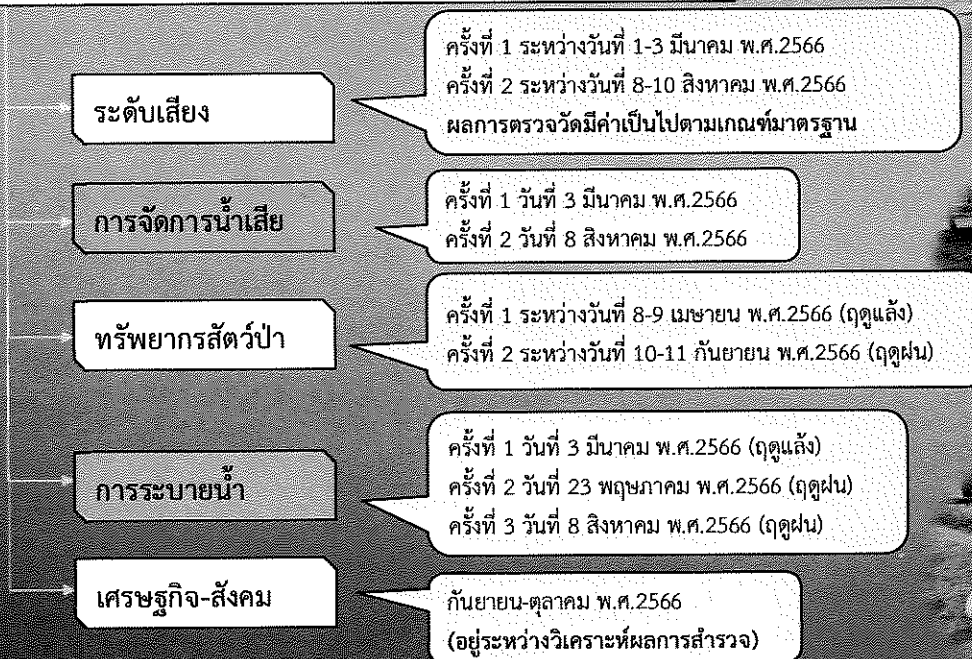 ระดับเสียง
ครั้งที่ 1 ระหว่างวันที่ 1-3 มีนาคม พ.ศ.2566
ครั้งที่ 2 ระหว่างวันที่ 8-10 สิงหาคม พ.ศ.2566
ผลการตรวจวัดมีค่าเป็นไปตามเกณฑ์มาตรฐาน
การจัดการน้ำเสีย
ครั้งที่ 1 วันที่ 3 มีนาคม พ.ศ.2566
ครั้งที่ 2 วันที่ 8 สิงหาคม พ.ศ.2566
ทรัพยากรสัตว์ป่า
ครั้งที่ 1 ระหว่างวันที่ 8-9 เมษายน พ.ศ.2566 (ฤดูแล้ง)
ครั้งที่ 2 ระหว่างวันที่ 10-11 กันยายน พ.ศ.2566 (ฤดูฝน)
การระบายน้ำ
ครั้งที่ 1 วันที่ 3 มีนาคม พ.ศ.2566 (ฤดูแล้ง)
ครั้งที่ 2 วันที่ 23 พฤษภาคม พ.ศ.2566 (ฤดูฝน)
ครั้งที่ 3 วันที่ 8 สิงหาคม พ.ศ.2566 (ฤดูฝน)
เศรษฐกิจ-สังคม
กันยายน-ตุลาคม พ.ศ.2566
(อยู่ระหว่างวิเคราะห์ผลการสำรวจ)